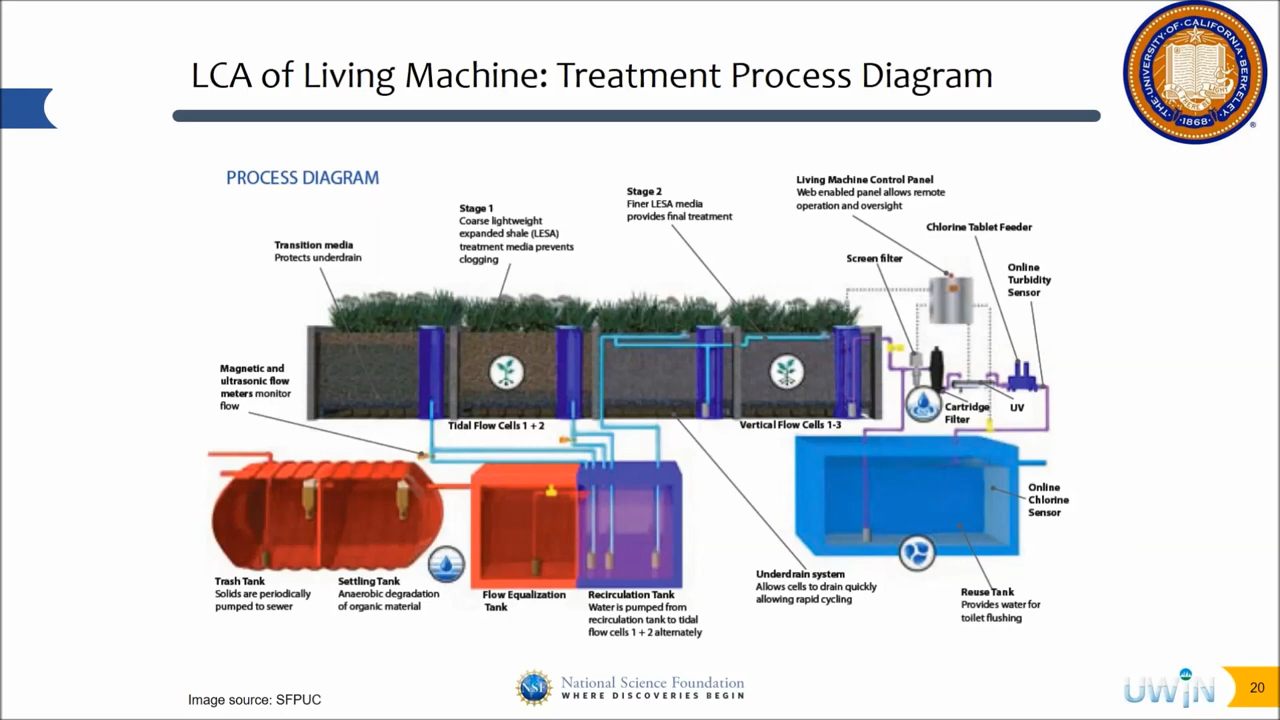 LCA of Living Machine: Treatment Process Diagram
THE·UNIVERSITY·OF·CALIFORNIA·BERKELEY·
·1868·
®
PROCESS DIAGRAM
Transition media
Protects underdrain
Stage 1
Coarse lightweight
expanded shale (LESA)
treatment media prevents
clogging
Stage 2
Finer LESA media
provides final treatment
Living Machine Control Panel
Web enabled panel allows remote
operation and oversight
Chlorine Tablet Feeder
Screen filter
Online
Turbidity
Sensor
Magnetic and
ultrasonic flow
meters monitor
flow
Tidal Flow Cells 1 + 2
Vertical Flow Cells 1-3
Cartridge
Filter
UV
Online
Chlorine
Sensor
Trash Tank
Solids are periodically
pumped to sewer
Settling Tank
Anaerobic degradation
of organic material
Flow Equalization
Tank
Recirculation Tank
Water is pumped from
recirculation tank to tidal
flow cells 1 + 2 alternately
Underdrain system
Allows cells to drain quickly
allowing rapid cycling
Reuse Tank
Provides water for
toilet flushing
Image source: SFPUC
NSF
National Science Foundation
WHERE DISCOVERIES BEGIN
UWiN
20